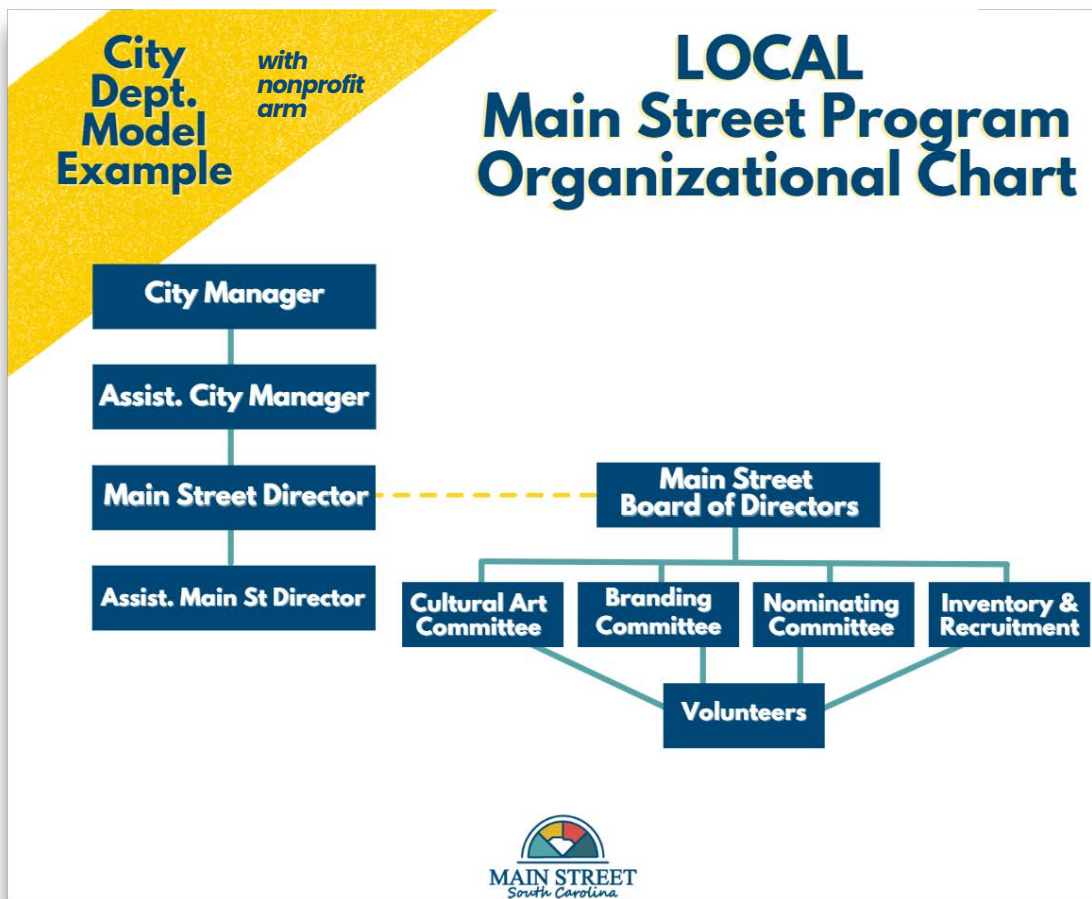 City
Dept.
Model
Example
with
nonprofit
arm
LOCAL
Main Street Program
Organizational Chart
City Manager
Assist. City Manager
Main Street Director
Assist. Main St Director
Main Street
Board of Directors
Cultural Art
Committee
Branding
Committee
Nominating
Committee
Inventory &
Recruitment
Volunteers
MAIN STREET
South Carolina